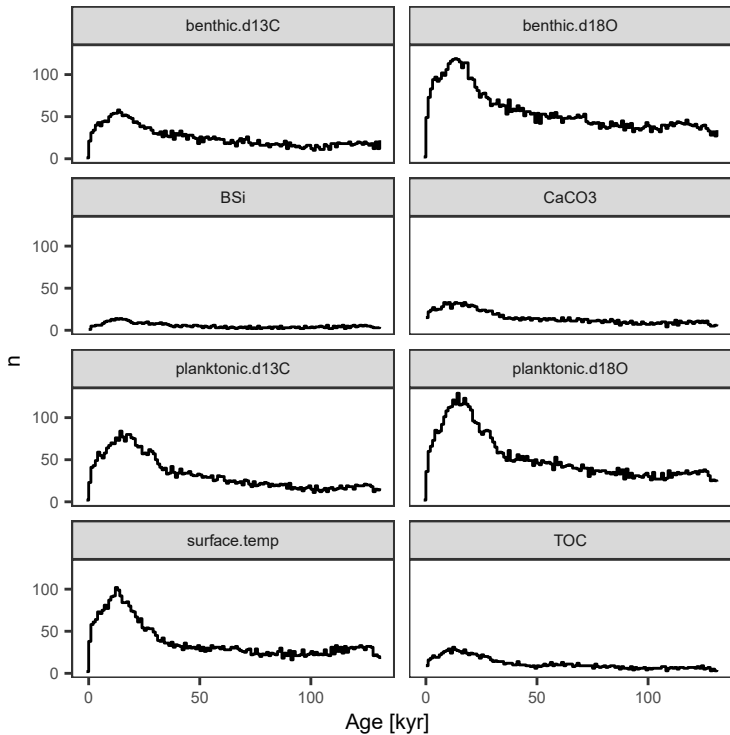 benthic.d13C
benthic.d18O
100
50
0
BSi
CaCO3
100
50
0
n
planktonic.d13C
planktonic.d18O
100
50
0
surface.temp
TOC
100
50
0
0
50
100
0
50
100
Age [kyr]